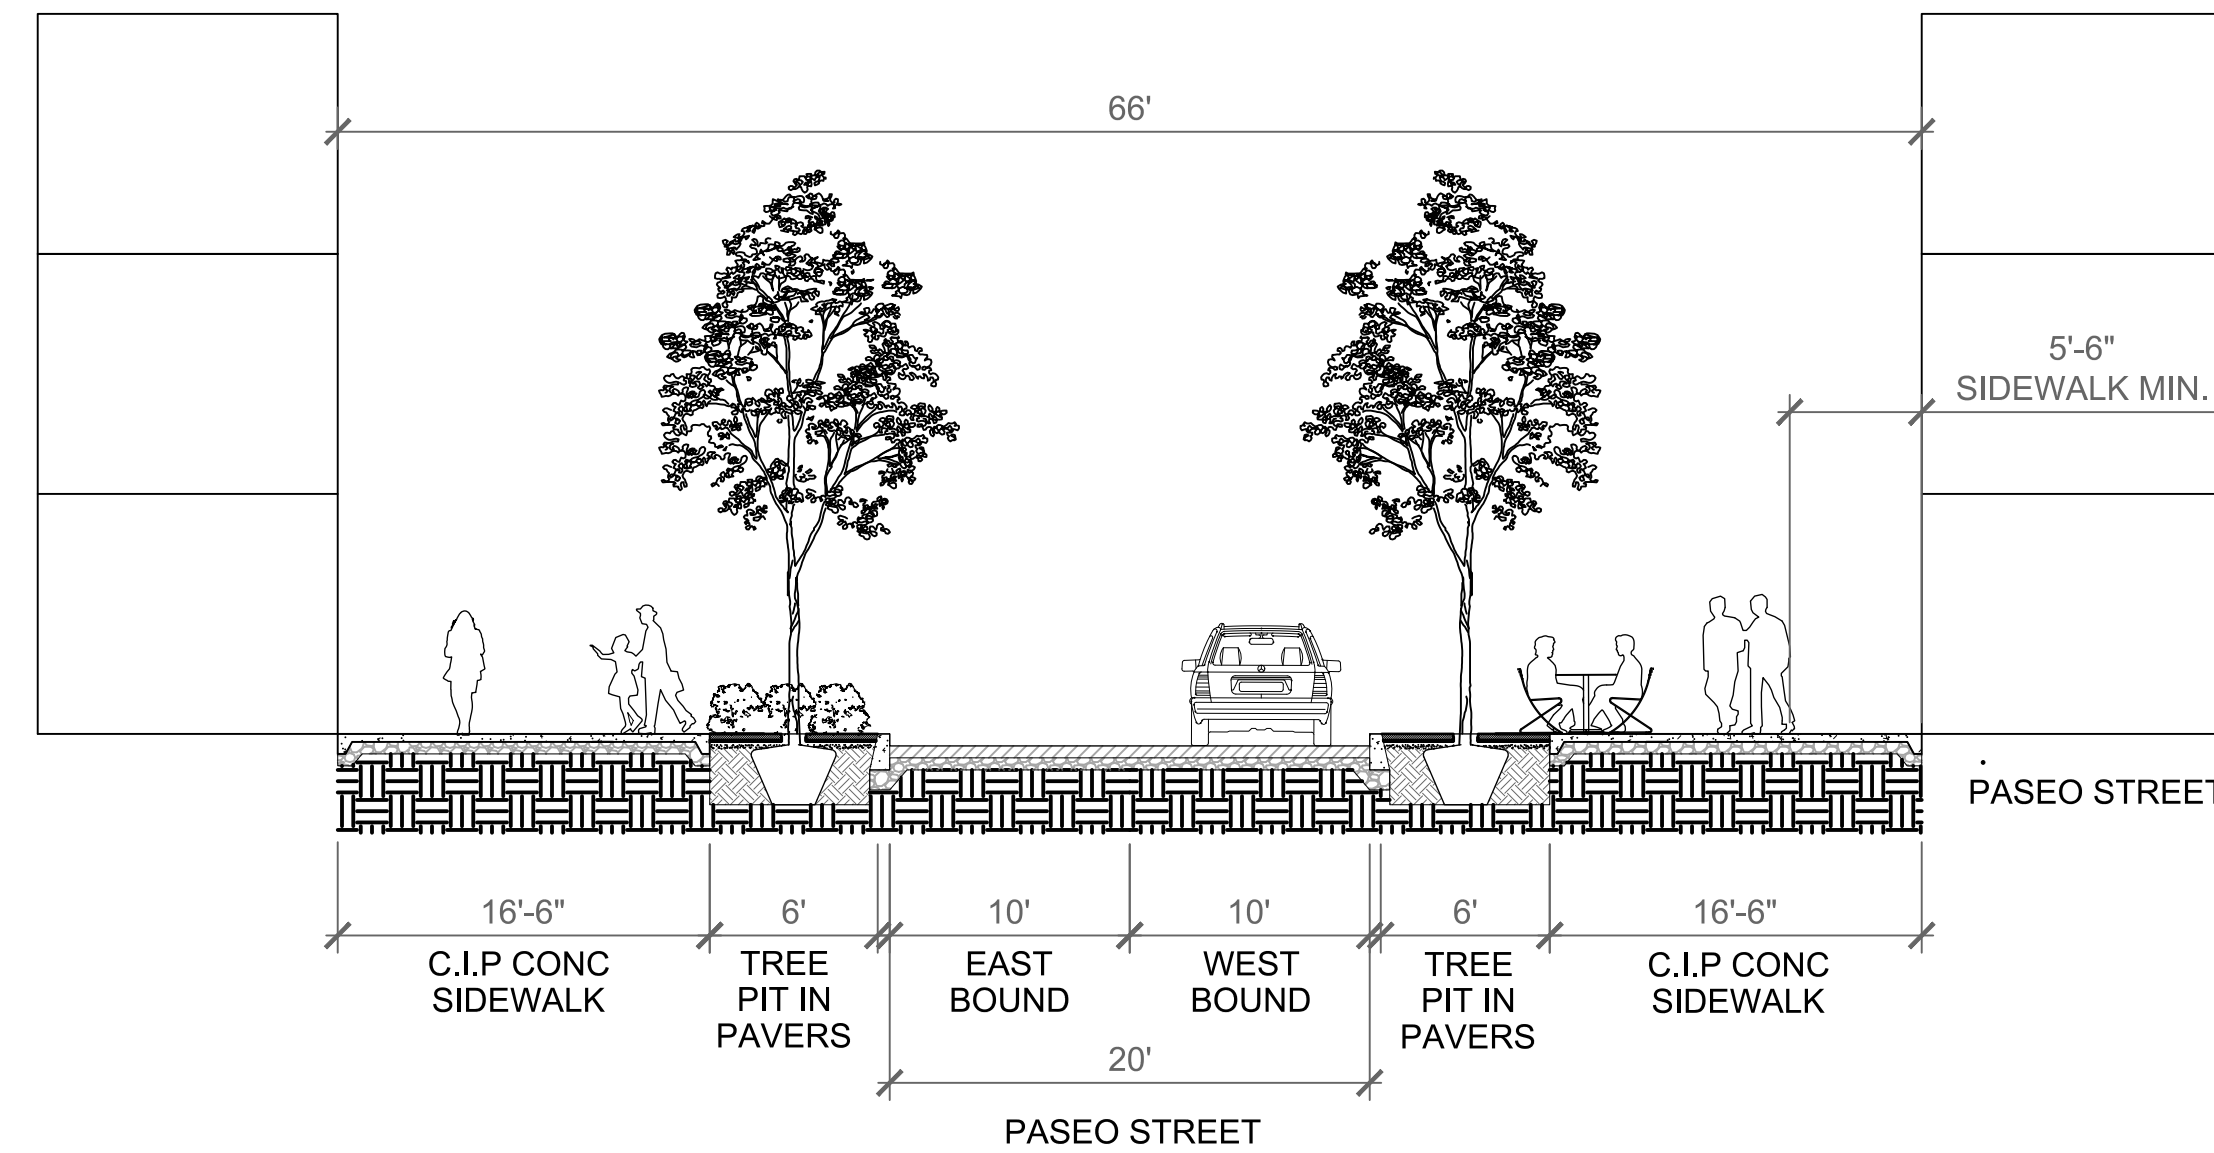 66'
5'-6"
SIDEWALK MIN.
PASEO STREET
16'-6"
6'
10'
10'
6'
16'-6"
C.I.P CONC
SIDEWALK
TREE
PIT IN
PAVERS
EAST
BOUND
WEST
BOUND
TREE
PIT IN
PAVERS
C.I.P CONC
SIDEWALK
20'
PASEO STREET